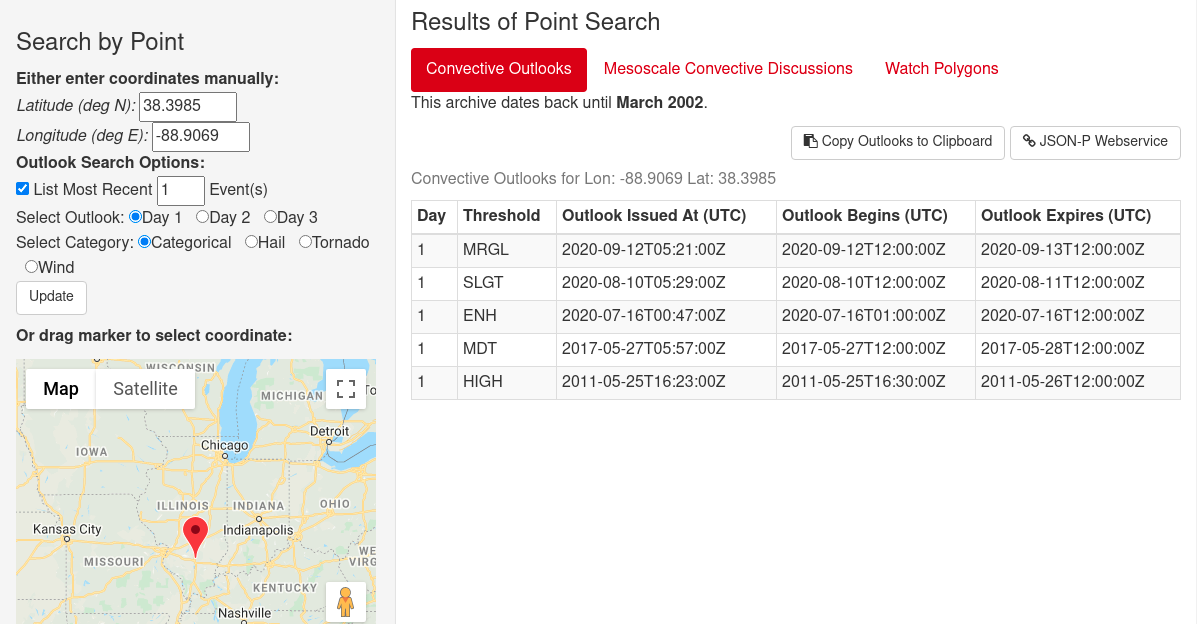 Search by Point
Either enter coordinates manually:
Latitude (deg N): 38.3985
Longitude (deg E): -88.9069
Outlook Search Options:
List Most Recent 1 Event(s)
Select Outlook: Day 1 Day 2 Day 3
Select Category: Categorical Hail Tornado
Wind
Update
Or drag marker to select coordinate:
WISCONSIN
Map Satellite
MICHIGAN
To
Detroit
Chicago
IOWA
ILLINOIS INDIANA OHIO
Kansas City
Indianapolis
WE
VIRG
MISSOURI
KENTUCKY
Nashville
Results of Point Search
Convective Outlooks Mesoscale Convective Discussions Watch Polygons
This archive dates back until March 2002.
Copy Outlooks to Clipboard JSON-P Webservice
Convective Outlooks for Lon: -88.9069 Lat: 38.3985
Day Threshold Outlook Issued At (UTC) Outlook Begins (UTC) Outlook Expires (UTC)
1 MRGL 2020-09-12T05:21:00Z 2020-09-12T12:00:00Z 2020-09-13T12:00:00Z
1 SLGT 2020-08-10T05:29:00Z 2020-08-10T12:00:00Z 2020-08-11T12:00:00Z
1 ENH 2020-07-16T00:47:00Z 2020-07-16T01:00:00Z 2020-07-16T12:00:00Z
1 MDT 2017-05-27T05:57:00Z 2017-05-27T12:00:00Z 2017-05-28T12:00:00Z
1 HIGH 2011-05-25T16:23:00Z 2011-05-25T16:30:00Z 2011-05-26T12:00:00Z